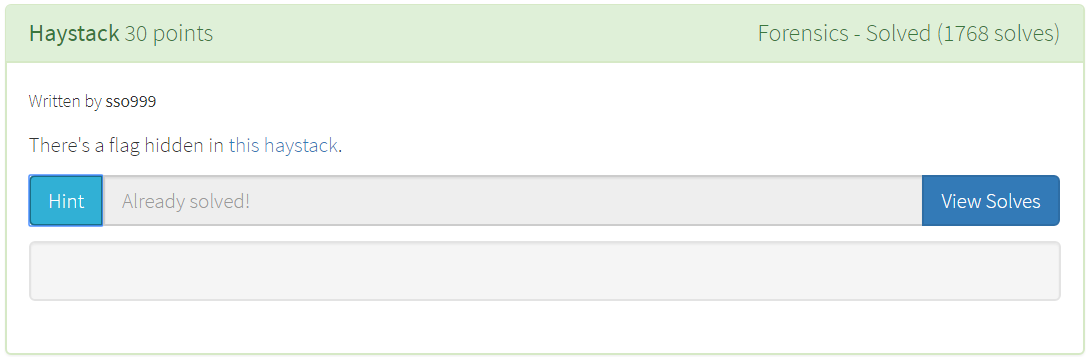 Haystack 30 points
Forensics - Solved (1768 solves)
Written by sso999
There's a flag hidden in this haystack.
Hint
Already solved!
View Solves